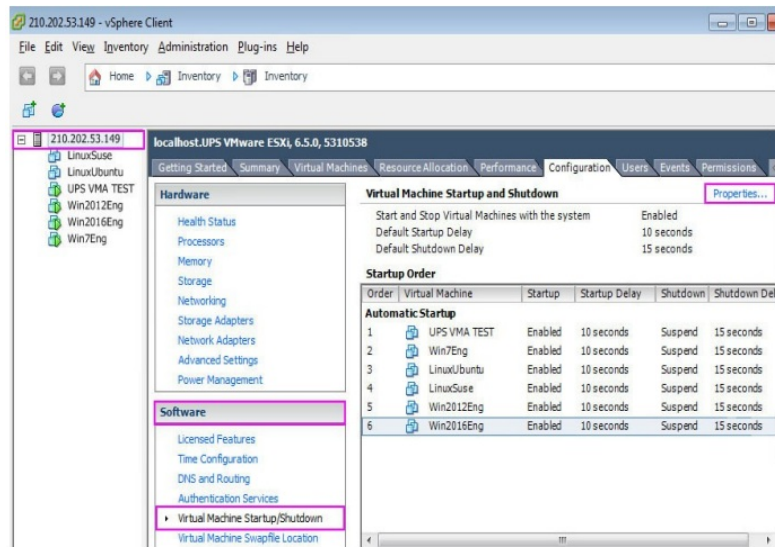 210.202.53.149 - vSphere Client
File Edit View Inventory Administration Plug-ins Help
Home Inventory Inventory
210.202.53.149
LinuxSuse
LinuxUbuntu
UPS VMA TEST
Win2012Eng
Win2016Eng
Win7Eng
localhost.UPS VMware ESXi, 6.5.0, 5310538
Getting Started Summary Virtual Machines Resource Allocation Performance Configuration Users Events Permissions
Hardware
Health Status
Processors
Memory
Storage
Networking
Storage Adapters
Network Adapters
Advanced Settings
Power Management
Software
Licensed Features
Time Configuration
DNS and Routing
Authentication Services
Virtual Machine Startup/Shutdown
Virtual Machine Swapfile Location
Virtual Machine Startup and Shutdown Properties...
Start and Stop Virtual Machines with the system Enabled
Default Startup Delay 10 seconds
Default Shutdown Delay 15 seconds
Startup Order
Order Virtual Machine Startup Startup Delay Shutdown Shutdown Del
Automatic Startup
1 UPS VMA TEST Enabled 10 seconds Suspend 15 seconds
2 Win7Eng Enabled 10 seconds Suspend 15 seconds
3 LinuxUbuntu Enabled 10 seconds Suspend 15 seconds
4 LinuxSuse Enabled 10 seconds Suspend 15 seconds
5 Win2012Eng Enabled 10 seconds Suspend 15 seconds
6 Win2016Eng Enabled 10 seconds Suspend 15 seconds